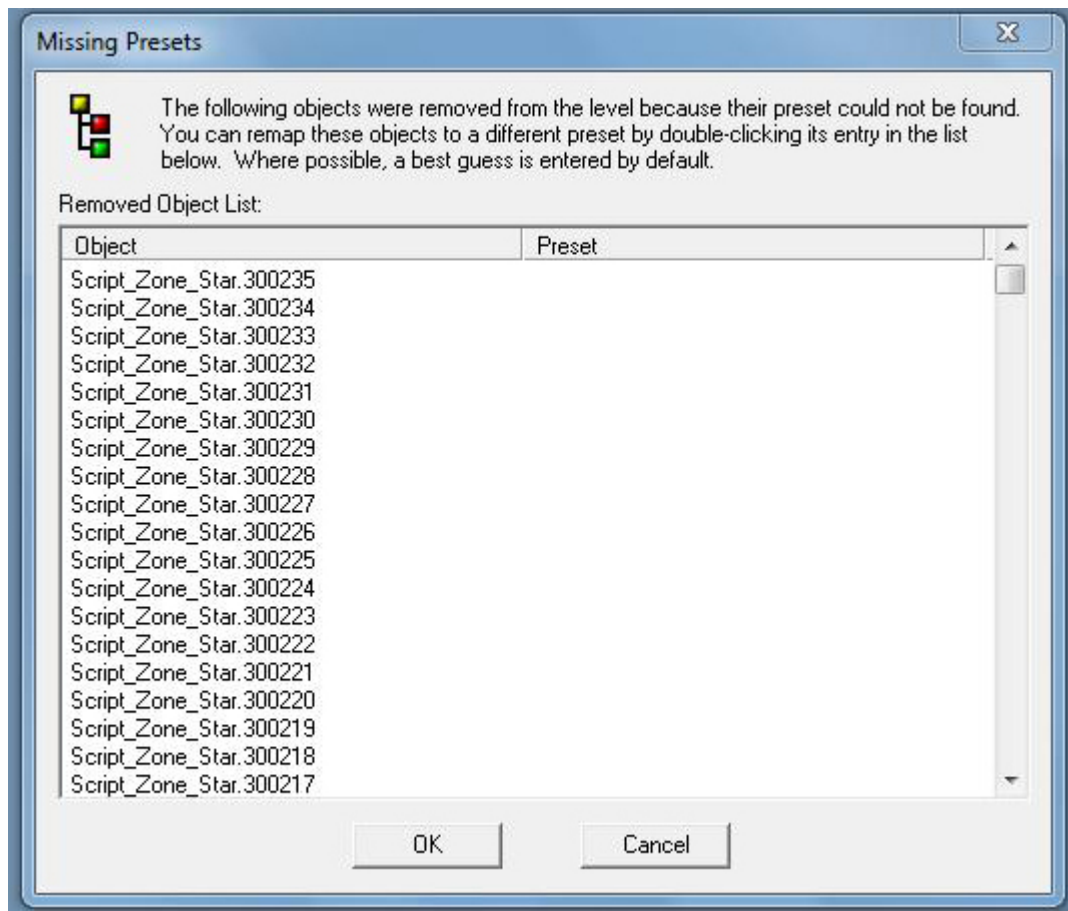 Missing Presets
The following objects were removed from the level because their preset could not be found.
You can remap these objects to a different preset by double-clicking its entry in the list
below.  Where possible, a best guess is entered by default.
Removed Object List:
Object Preset
Script_Zone_Star.300235
Script_Zone_Star.300234
Script_Zone_Star.300233
Script_Zone_Star.300232
Script_Zone_Star.300231
Script_Zone_Star.300230
Script_Zone_Star.300229
Script_Zone_Star.300228
Script_Zone_Star.300227
Script_Zone_Star.300226
Script_Zone_Star.300225
Script_Zone_Star.300224
Script_Zone_Star.300223
Script_Zone_Star.300222
Script_Zone_Star.300221
Script_Zone_Star.300220
Script_Zone_Star.300219
Script_Zone_Star.300218
Script_Zone_Star.300217
OK Cancel